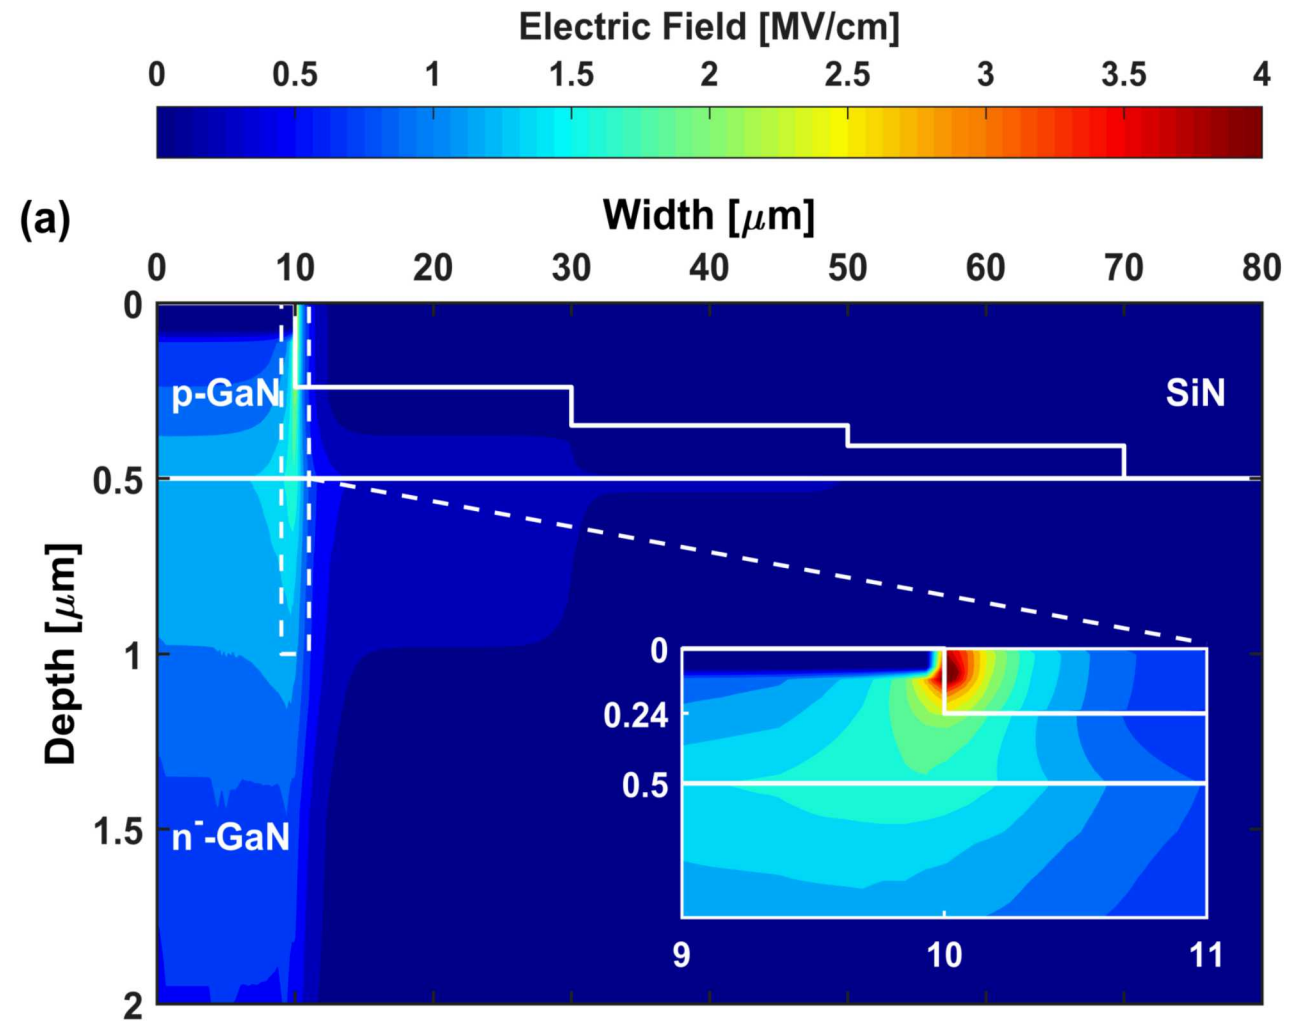 Electric Field [MV/cm]
0 0.5 1 1.5 2 2.5 3 3.5 4
(a)
Width [μm]
0 10 20 30 40 50 60 70 80
0
p-GaN
SiN
0.5
Depth [μm]
1
0
0.24
0.5
1.5
n⁻-GaN
9 10 11
2